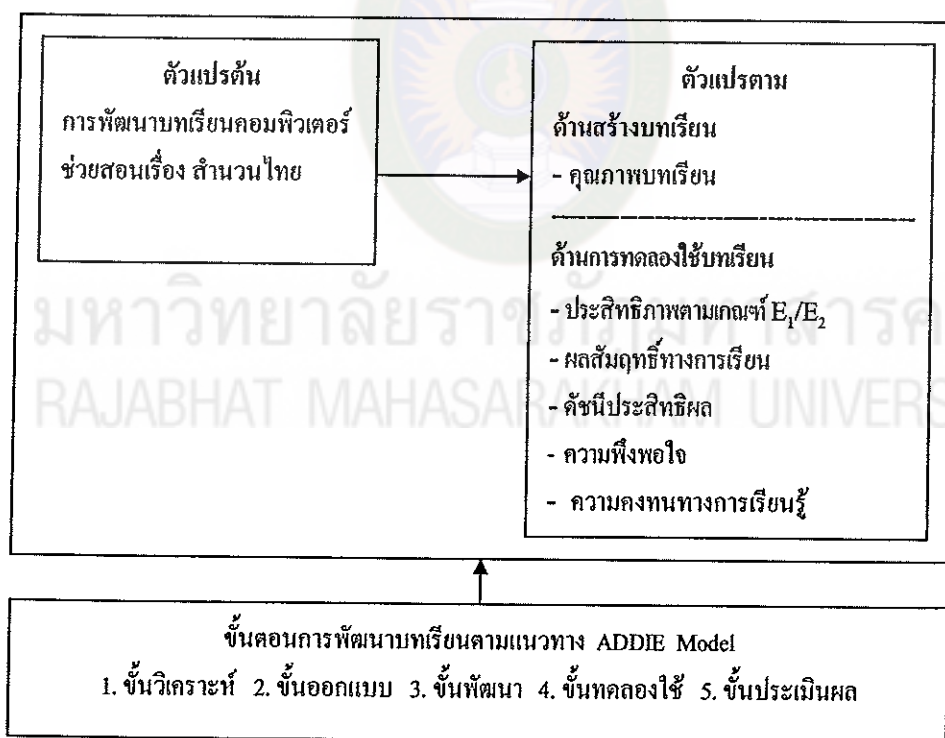 ตัวแปรต้น
การพัฒนาบทเรียนคอมพิวเตอร์
ช่วยสอนเรื่อง สำนวนไทย
ตัวแปรตาม
ด้านสร้างบทเรียน
- คุณภาพบทเรียน
ด้านการทดลองใช้บทเรียน
- ประสิทธิภาพตามเกณฑ์ E₁/E₂
- ผลสัมฤทธิ์ทางการเรียน
- ดัชนีประสิทธิผล
- ความพึงพอใจ
- ความคงทนทางการเรียนรู้
มหาวิทยาลัยราชภัฏมหาสารค
RAJABHAT MAHASARAKHAM UNIVERS
ขั้นตอนการพัฒนาบทเรียนตามแนวทาง ADDIE Model
1. ขั้นวิเคราะห์ 2. ขั้นออกแบบ 3. ขั้นพัฒนา 4. ขั้นทดลองใช้ 5. ขั้นประเมินผล